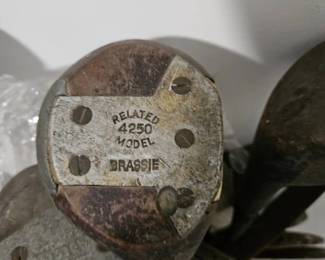 RELATED
4250
MODEL
BRASSIE